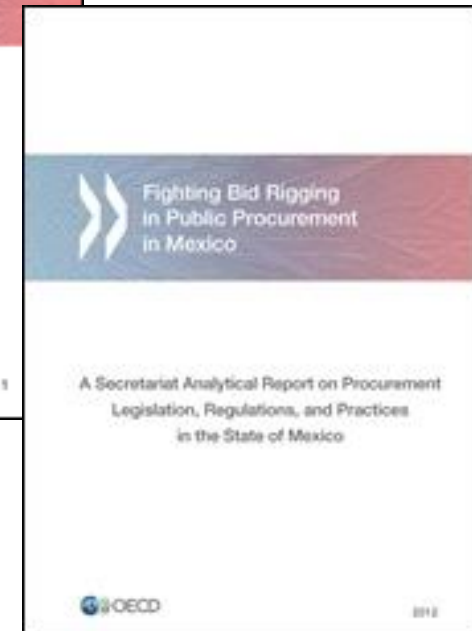 Fighting Bid Rigging
in Public Procurement
in Mexico
1
A Secretariat Analytical Report on Procurement
Legislation, Regulations, and Practices
in the State of Mexico
OECD
2012